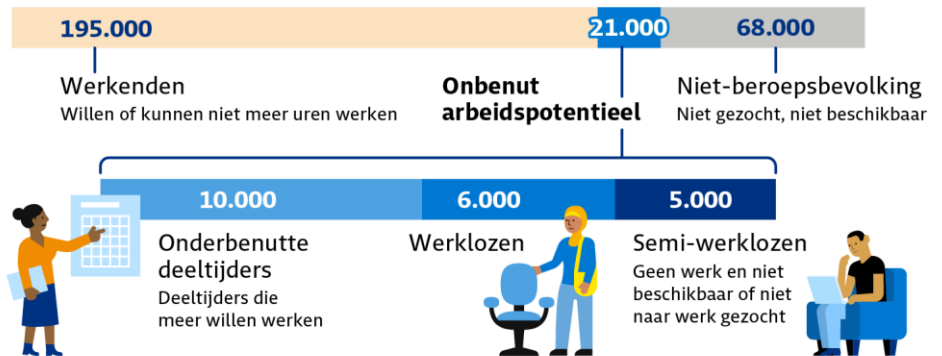 195.000
21.000
68.000
Werkenden
Willen of kunnen niet meer uren werken
Onbenut
arbeidspotentieel
Niet-beroepsbevolking
Niet gezocht, niet beschikbaar
10.000
6.000
5.000
Onderbenutte
deeltijders
Deeltijders die
meer willen werken
Werklozen
Semi-werklozen
Geen werk en niet
beschikbaar of niet
naar werk gezocht